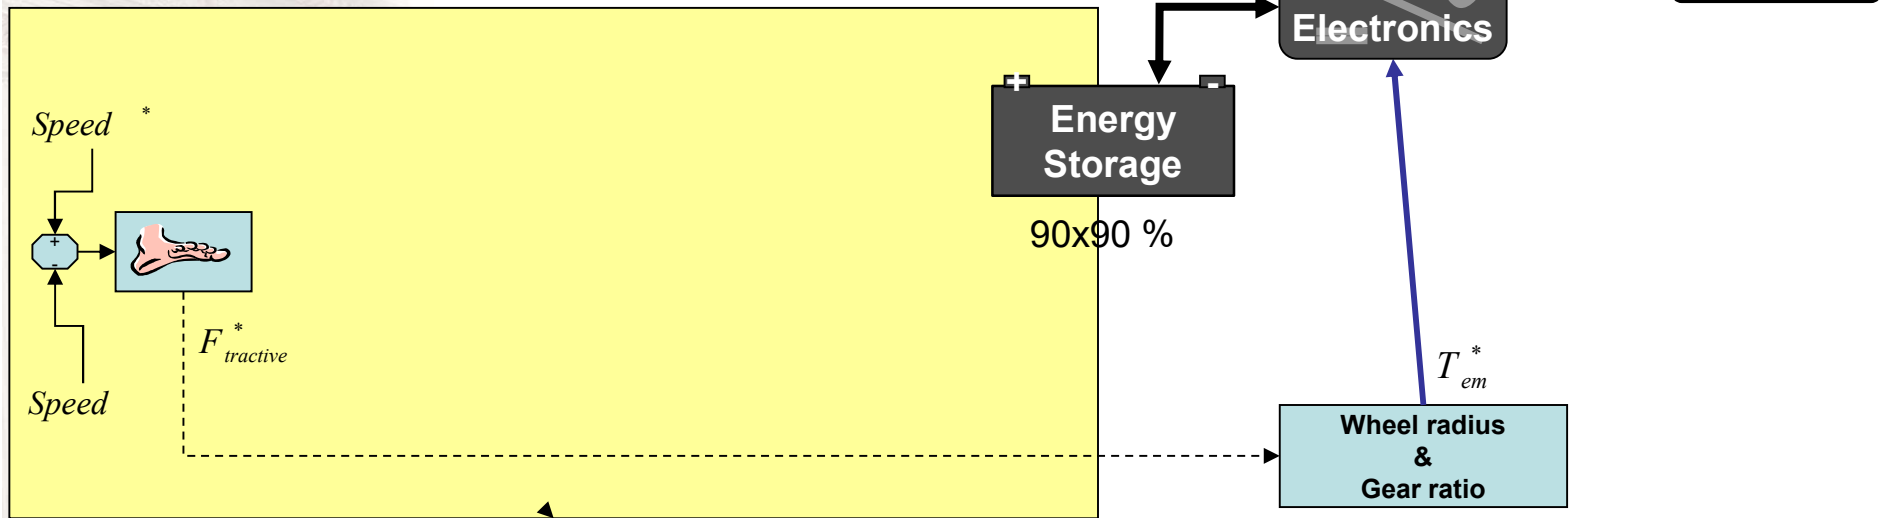 Electronics
+ -
Energy
Storage
90x90 %
Speed *
+
-
F*tractive
Speed
T*em
Wheel radius
&
Gear ratio